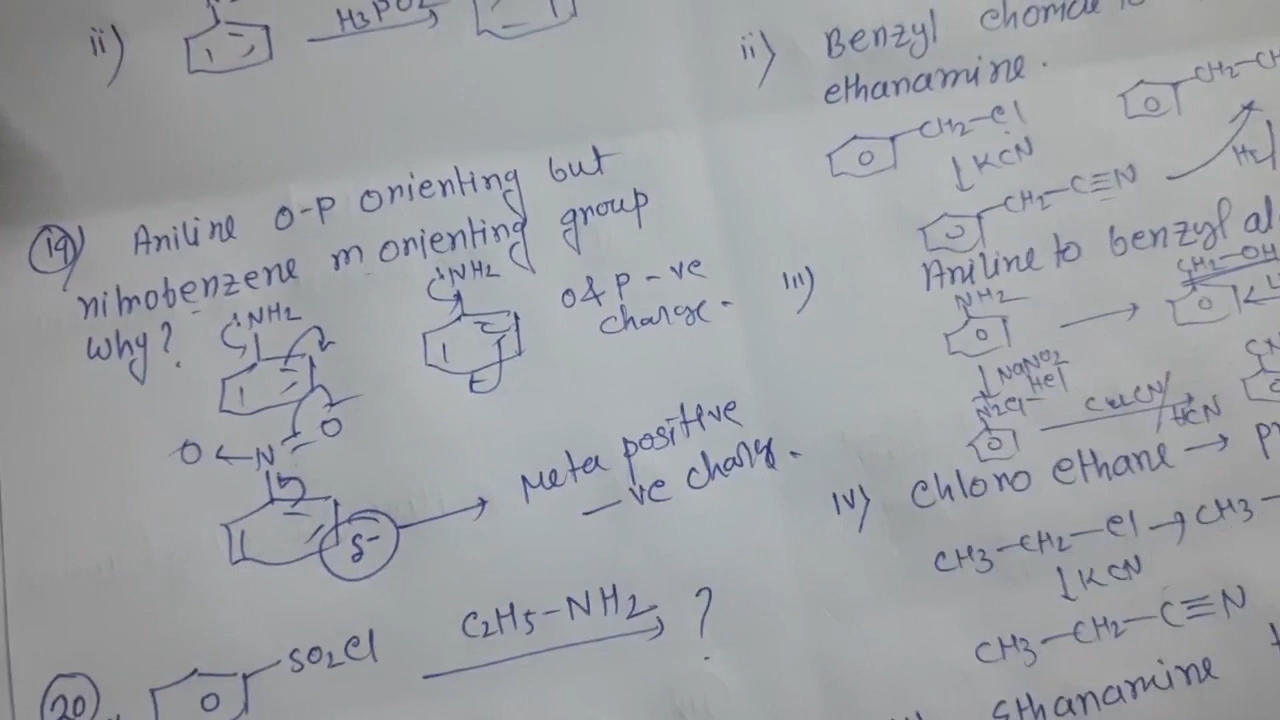 ii)
H3PO2
19) Aniline O-P orienting but
nitrobenzene m orienting group
why?
:NH2
:NH2
O & P -ve
charge.
O ← N = O
δ-
Meta positive
-ve charge.
20)
SO2Cl
C2H5-NH2
?
ii) Benzyl
ethanamine.
CH2-Cl
↓KCN
CH2-C≡N
CH2-
iii) Aniline to benzyl al
NH2
CH2-OH
↓NaNO2
HCl
N2Cl
CuCN/
HCN
iv) Chloro ethane →
CH3-CH2-Cl → CH3-
↓KCN
CH3-CH2-C≡N
Ethanamine